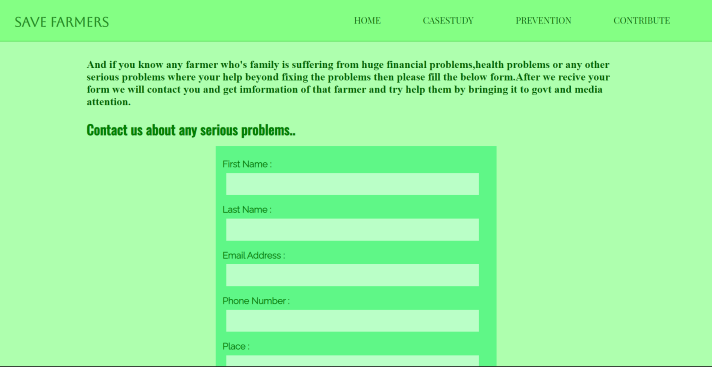 SAVE FARMERS
HOME CASESTUDY PREVENTION CONTRIBUTE
And if you know any farmer who's family is suffering from huge financial problems,health problems or any other
serious problems where your help beyond fixing the problems then please fill the below form.After we recive your
form we will contact you and get imformation of that farmer and try help them by bringing it to govt and media
attention.
Contact us about any serious problems..
First Name :
Last Name :
Email Address :
Phone Number :
Place :